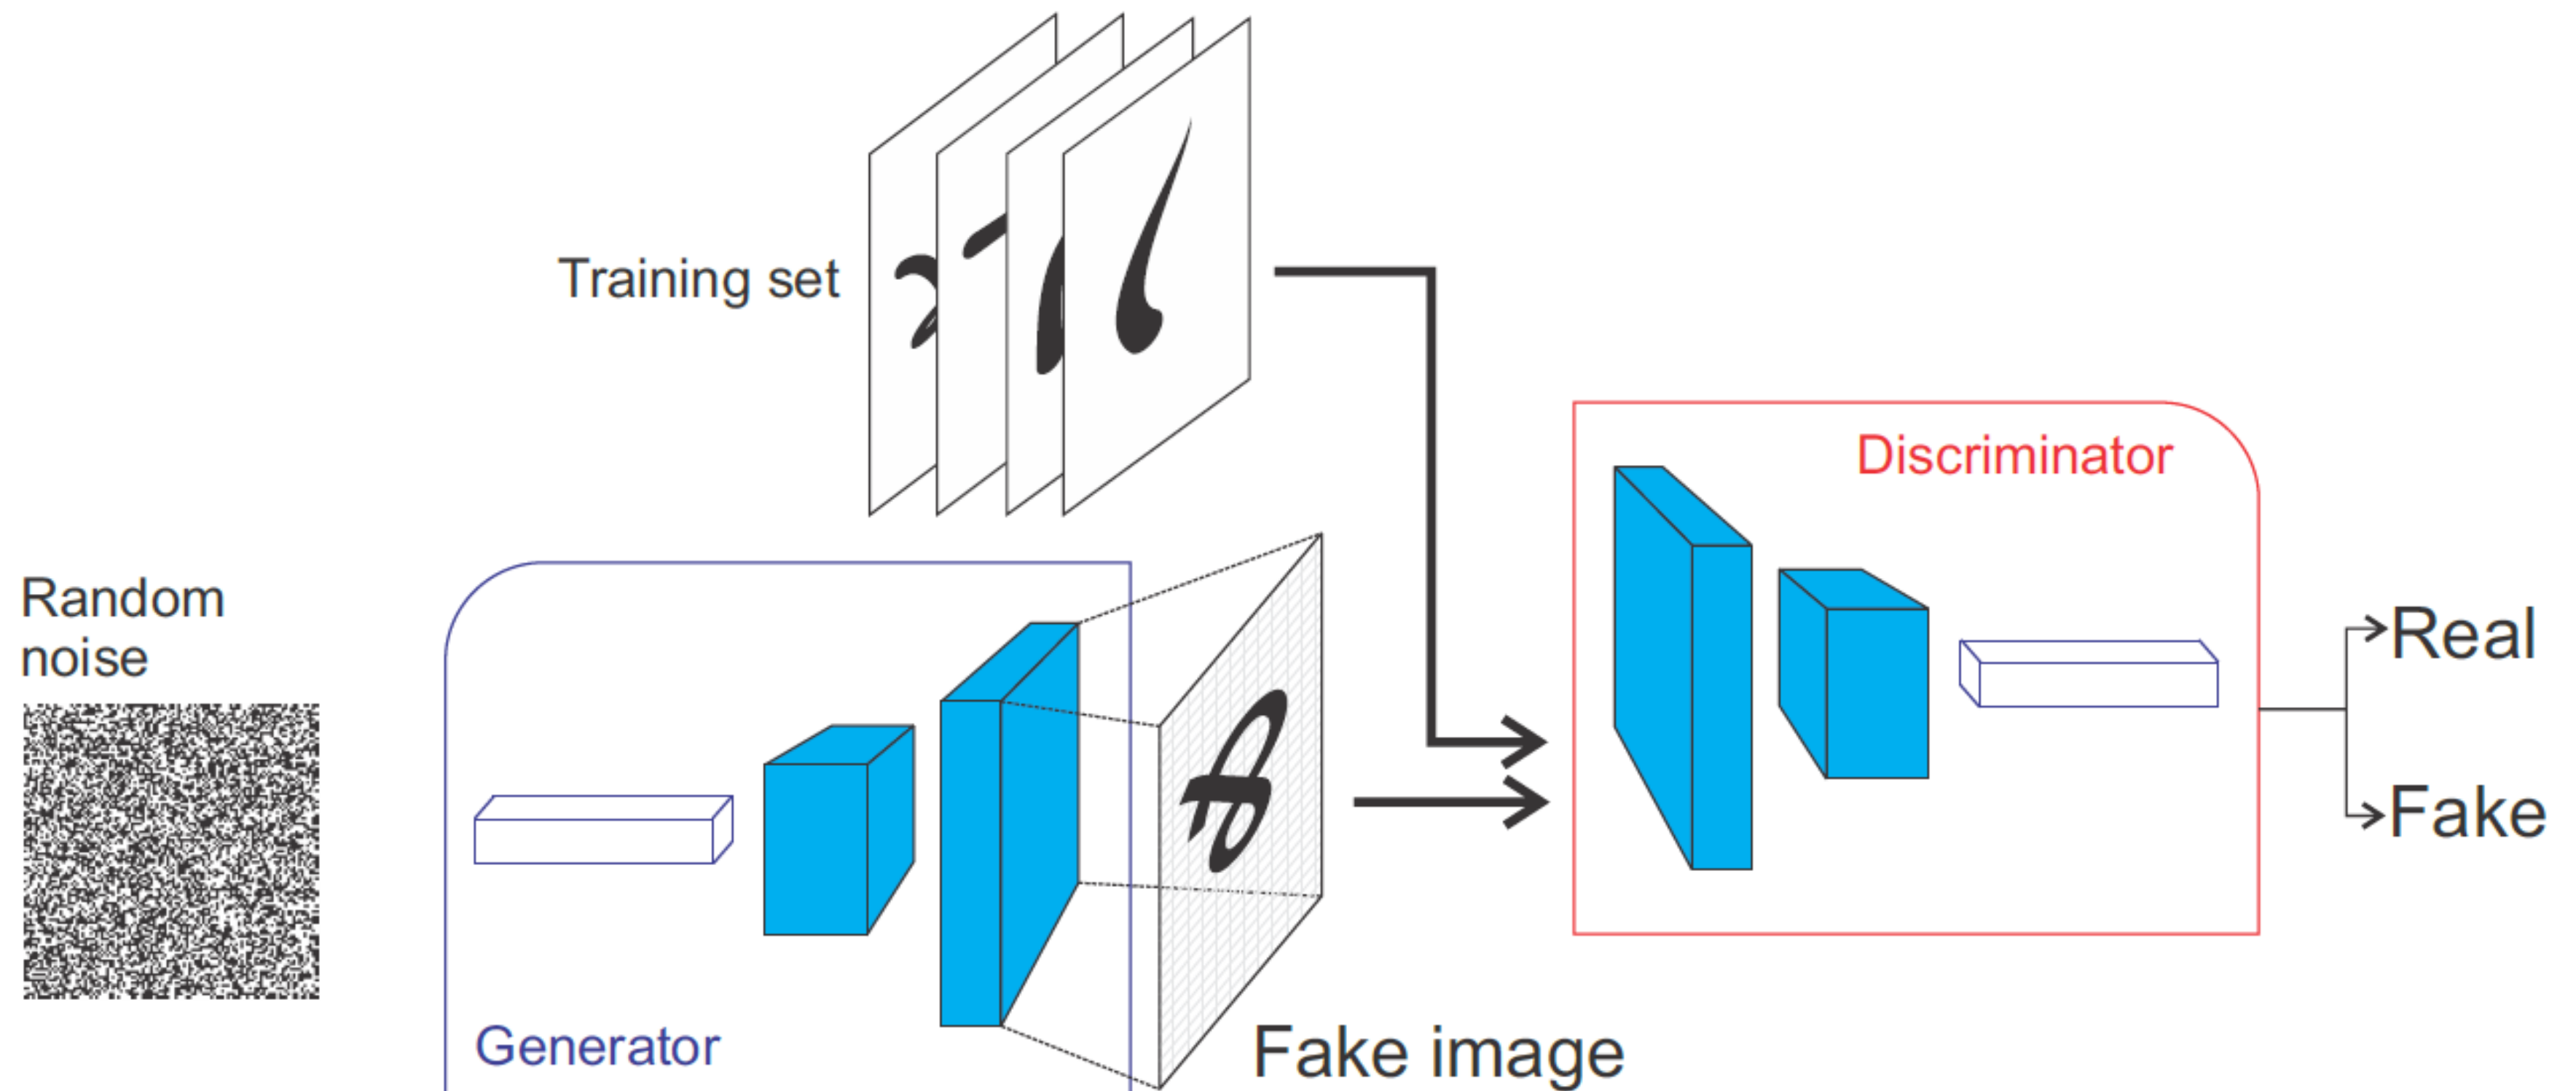 Training set
Discriminator
Random
noise
Real
Fake
Generator
Fake image